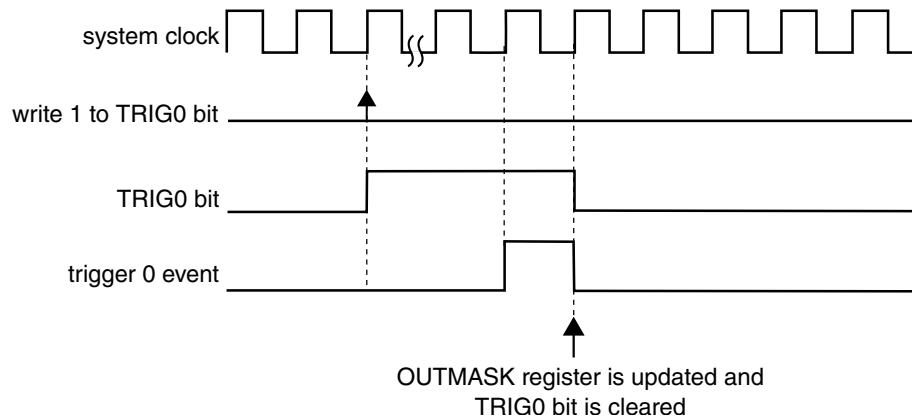 system clock
write 1 to TRIG0 bit
TRIG0 bit
trigger 0 event
OUTMASK register is updated and
TRIG0 bit is cleared